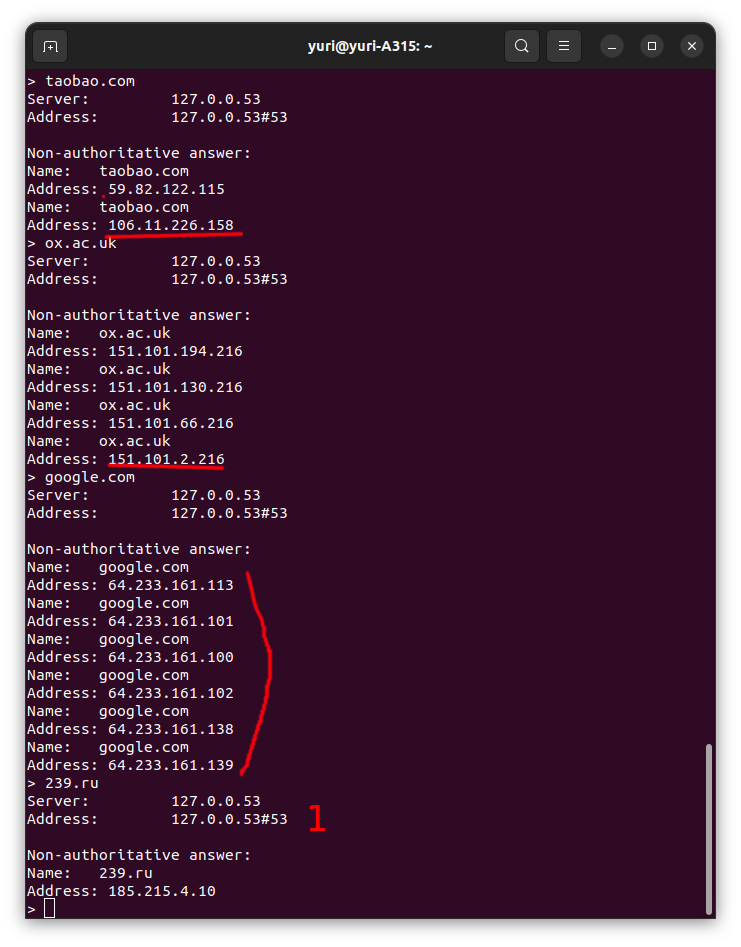 yuri@yuri-A315: ~
> taobao.com
Server:         127.0.0.53
Address:        127.0.0.53#53
Non-authoritative answer:
Name:   taobao.com
Address: 59.82.122.115
Name:   taobao.com
Address: 106.11.226.158
> ox.ac.uk
Server:         127.0.0.53
Address:        127.0.0.53#53
Non-authoritative answer:
Name:   ox.ac.uk
Address: 151.101.194.216
Name:   ox.ac.uk
Address: 151.101.130.216
Name:   ox.ac.uk
Address: 151.101.66.216
Name:   ox.ac.uk
Address: 151.101.2.216
> google.com
Server:         127.0.0.53
Address:        127.0.0.53#53
Non-authoritative answer:
Name:   google.com
Address: 64.233.161.113
Name:   google.com
Address: 64.233.161.101
Name:   google.com
Address: 64.233.161.100
Name:   google.com
Address: 64.233.161.102
Name:   google.com
Address: 64.233.161.138
Name:   google.com
Address: 64.233.161.139
> 239.ru
Server:         127.0.0.53
Address:        127.0.0.53#53 1
Non-authoritative answer:
Name:   239.ru
Address: 185.215.4.10
>